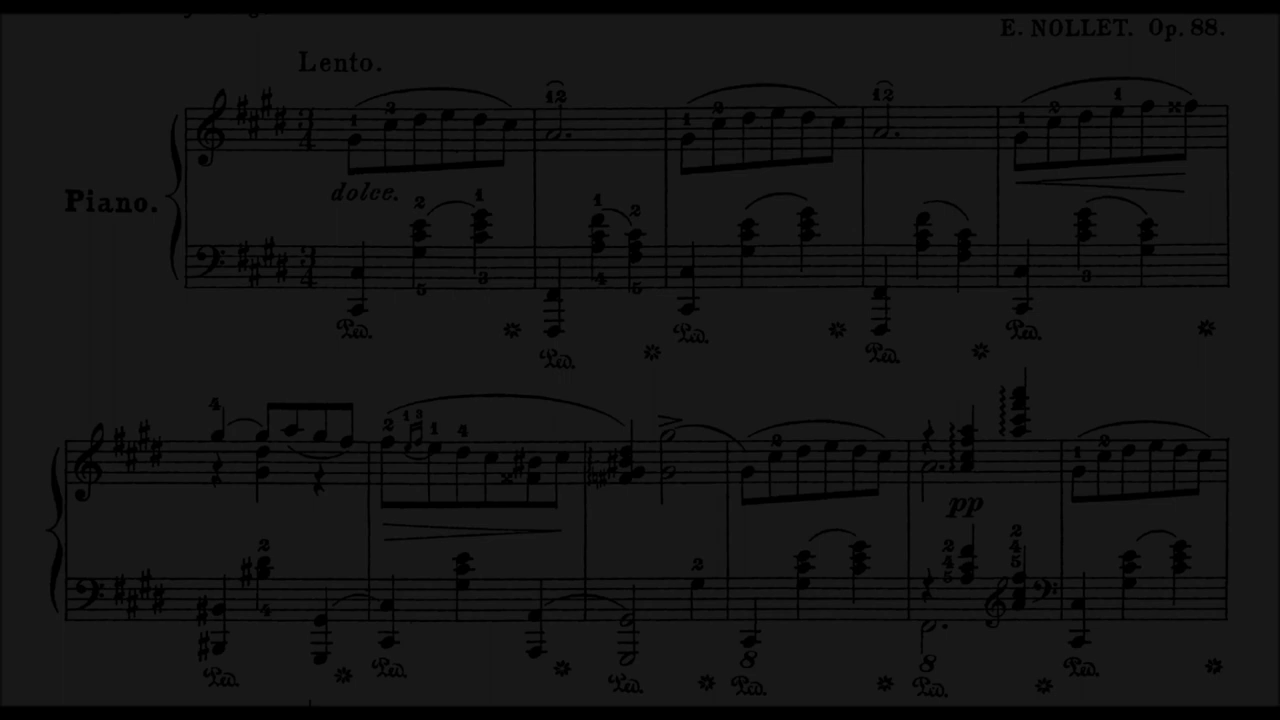 E. NOLLET. Op. 88.
Lento.
Piano.
dolce.
pp